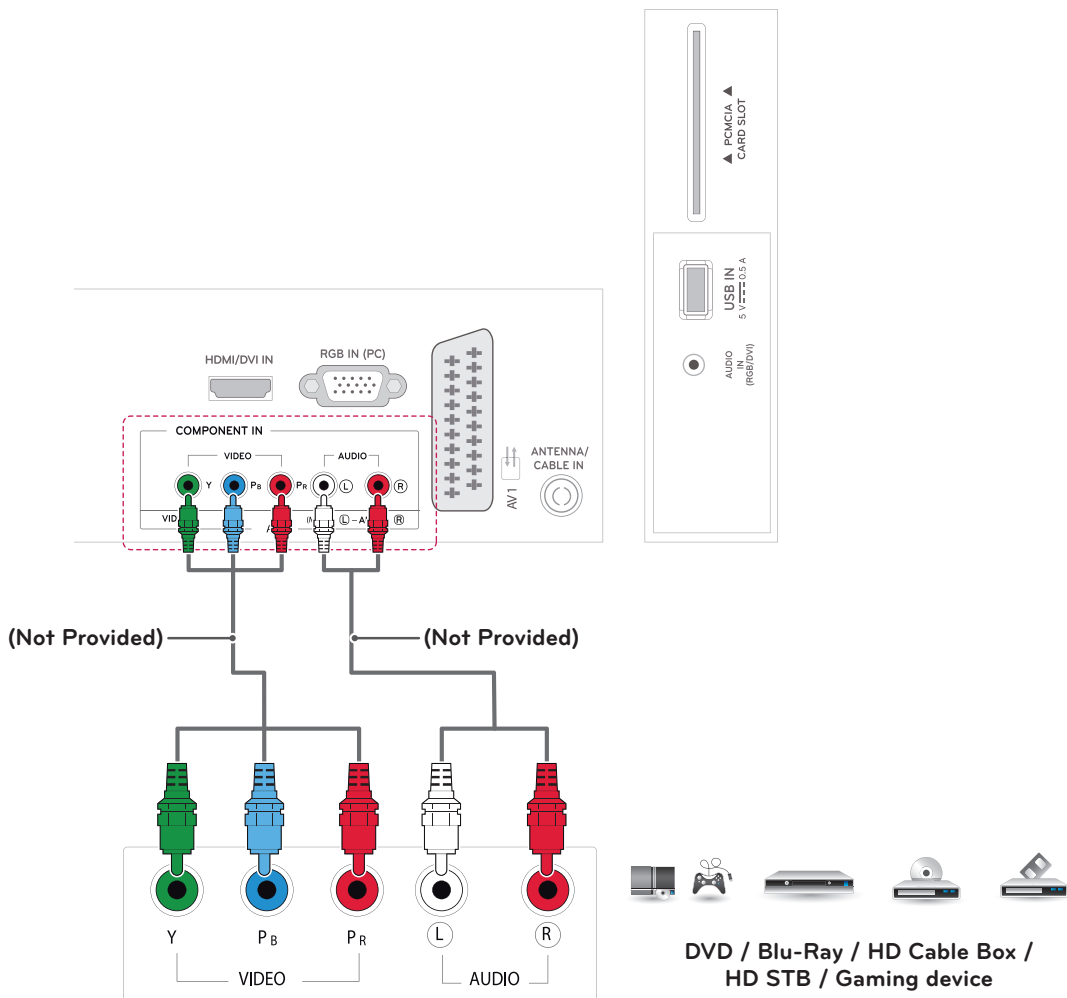 ▲ PCMCIA ▲
CARD SLOT
USB IN
5 V 0.5 A
AUDIO
IN
(RGB/DVI)
HDMI/DVI IN
RGB IN (PC)
COMPONENT IN
VIDEO
AUDIO
Y
PB
PR
L
R
VID
L
R
AV 1
ANTENNA/
CABLE IN
(Not Provided)
(Not Provided)
Y
PB
PR
L
R
VIDEO
AUDIO
DVD / Blu-Ray / HD Cable Box /
HD STB / Gaming device